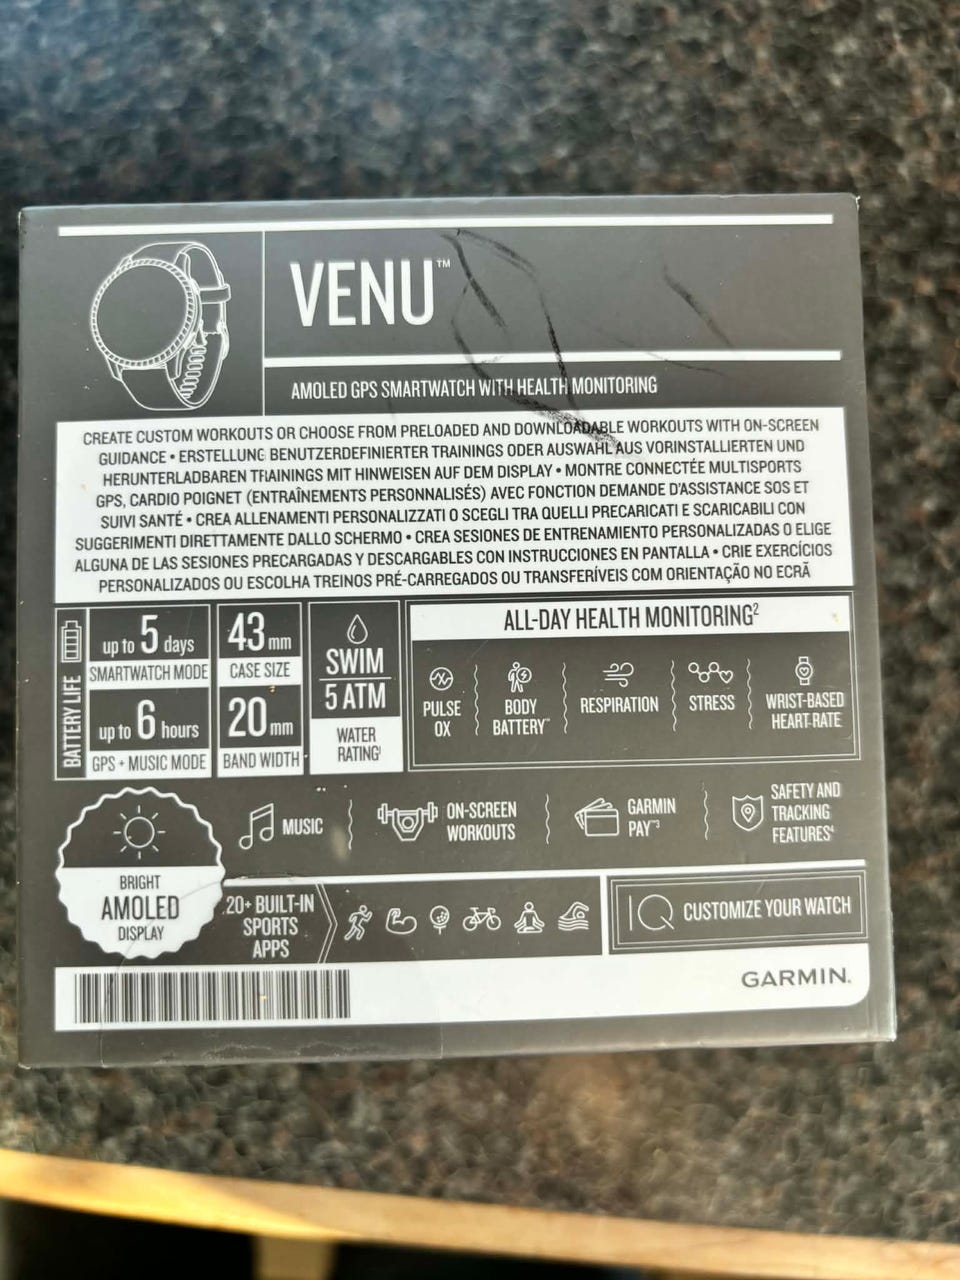 VENU™
AMOLED GPS SMARTWATCH WITH HEALTH MONITORING
CREATE CUSTOM WORKOUTS OR CHOOSE FROM PRELOADED AND DOWNLOADABLE WORKOUTS WITH ON-SCREEN
GUIDANCE • ERSTELLUNG BENUTZERDEFINIERTER TRAININGS ODER AUSWAHL AUS VORINSTALLIERTEN UND
HERUNTERLADBAREN TRAININGS MIT HINWEISEN AUF DEM DISPLAY • MONTRE CONNECTÉE MULTISPORTS
GPS, CARDIO POIGNET (ENTRAÎNEMENTS PERSONNALISÉS) AVEC FONCTION DEMANDE D'ASSISTANCE SOS ET
SUIVI SANTÉ • CREA ALLENAMENTI PERSONALIZZATI O SCEGLI TRA QUELLI PRECARICATI E SCARICABILI CON
SUGGERIMENTI DIRETTAMENTE DALLO SCHERMO • CREA SESIONES DE ENTRENAMIENTO PERSONALIZADAS O ELIGE
ALGUNA DE LAS SESIONES PRECARGADAS Y DESCARGABLES CON INSTRUCCIONES EN PANTALLA • CRIE EXERCÍCIOS
PERSONALIZADOS OU ESCOLHA TREINOS PRÉ-CARREGADOS OU TRANSFERÍVEIS COM ORIENTAÇÃO NO ECRÃ
BATTERY LIFE
up to 5 days
SMARTWATCH MODE
up to 6 hours
GPS + MUSIC MODE
43 mm
CASE SIZE
20 mm
BAND WIDTH
SWIM
5 ATM
WATER
RATING¹
ALL-DAY HEALTH MONITORING²
PULSE
OX
BODY
BATTERY™
RESPIRATION
STRESS
WRIST-BASED
HEART RATE
MUSIC
ON-SCREEN
WORKOUTS
GARMIN
PAY™³
SAFETY AND
TRACKING
FEATURES⁴
BRIGHT
AMOLED
DISPLAY
20+ BUILT-IN
SPORTS
APPS
IQ CUSTOMIZE YOUR WATCH
GARMIN.